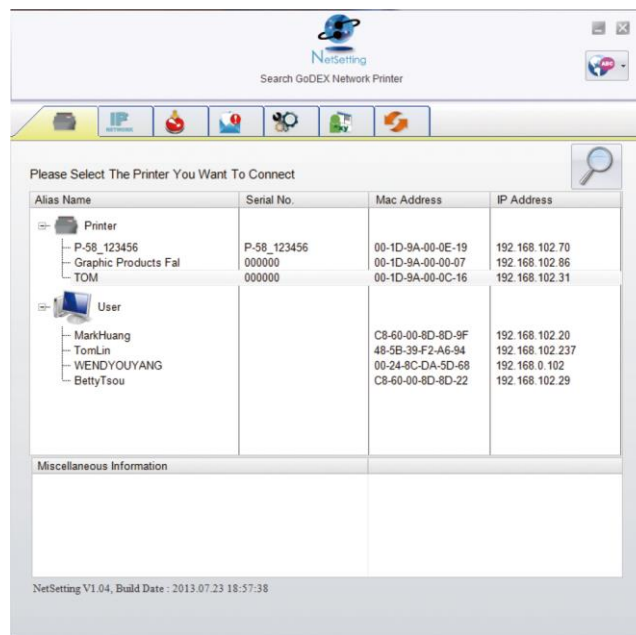 NetSetting
Search GoDEX Network Printer
ABC
IP
NETWORK
Please Select The Printer You Want To Connect
Alias Name Serial No. Mac Address IP Address
Printer
P-58_123456 P-58_123456 00-1D-9A-00-0E-19 192.168.102.70
Graphic Products Fal 000000 00-1D-9A-00-00-07 192.168.102.86
TOM 000000 00-1D-9A-00-0C-16 192.168.102.31
User
MarkHuang C8-60-00-8D-8D-9F 192.168.102.20
TomLin 48-5B-39-F2-A6-94 192.168.102.237
WENDYOUYANG 00-24-8C-DA-5D-68 192.168.0.102
BettyTsou C8-60-00-8D-8D-22 192.168.102.29
Miscellaneous Information
NetSetting V1.04, Build Date : 2013.07.23 18:57:38